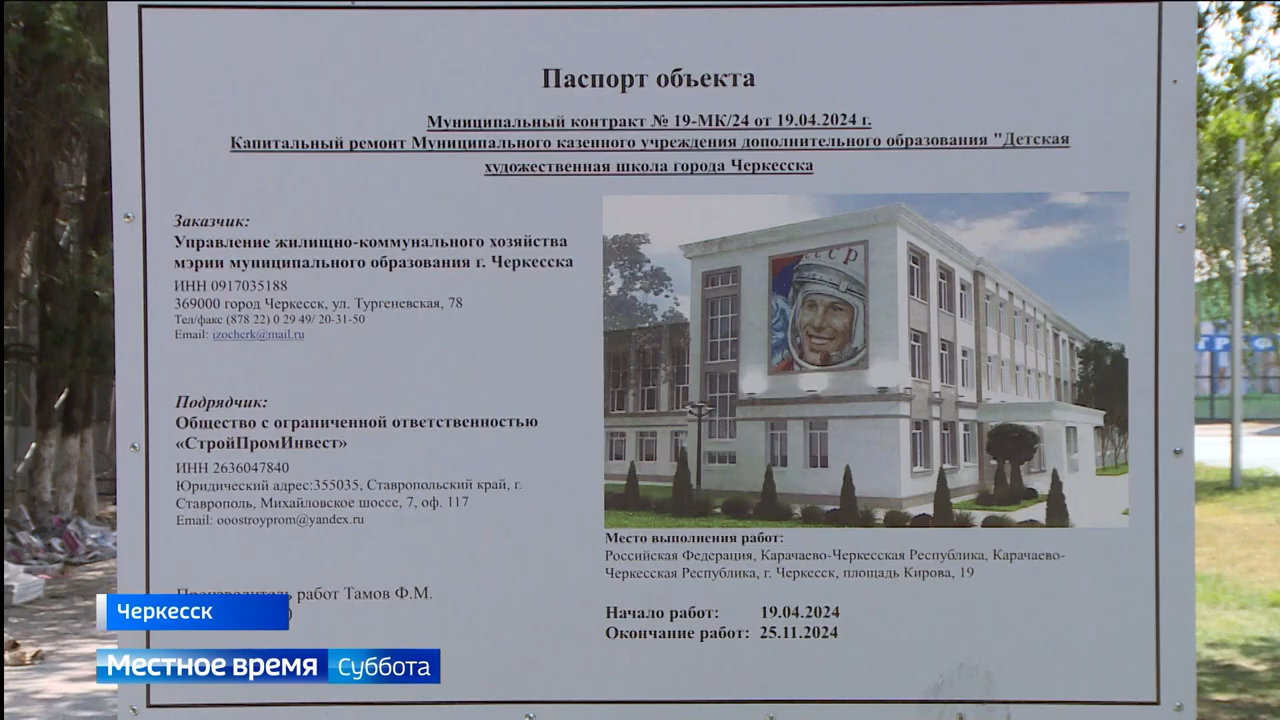 Паспорт объекта
Муниципальный контракт № 19-МК/24 от 19.04.2024 г.
Капитальный ремонт Муниципального казенного учреждения дополнительного образования "Детская
художественная школа города Черкесска
Заказчик:
Управление жилищно-коммунального хозяйства
мэрии муниципального образования г. Черкесска
ИНН 0917035188
369000 город Черкесск, ул. Тургеневская, 78
Тел/факс (878 22) 0 29 49/ 20-31-50
Email: izocherk@mail.ru
Подрядчик:
Общество с ограниченной ответственностью
«СтройПромИнвест»
ИНН 2636047840
Юридический адрес:355035, Ставропольский край, г.
Ставрополь, Михайловское шоссе, 7, оф. 117
Email: ooostroyprom@yandex.ru
Производитель работ Тамов Ф.М.
СССР
Место выполнения работ:
Российская Федерация, Карачаево-Черкесская Республика, Карачаево-
Черкесская Республика, г. Черкесск, площадь Кирова, 19
Начало работ: 19.04.2024
Окончание работ: 25.11.2024
Черкесск
Местное время Суббота